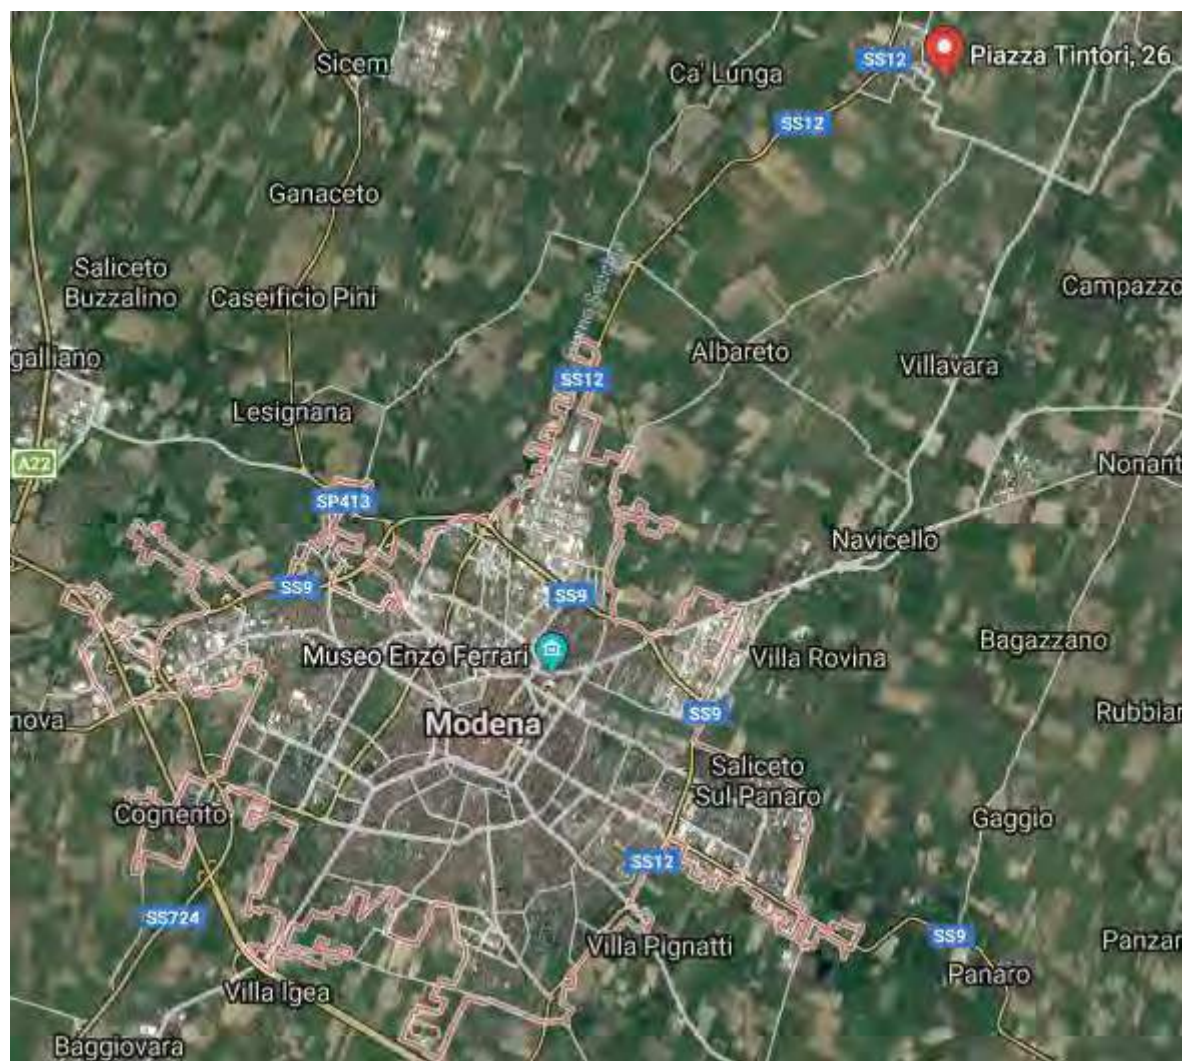 Sicem
Ca' Lunga
SS12
Piazza Tintori, 26
SS12
Ganaceto
Saliceto
Buzzalino
Caseificio Pini
Campazzo
galliano
Albareto
Villavara
SS12
Lesignana
A22
Nonant
SP413
Navicello
SS9
SS9
Museo Enzo Ferrari
Villa Rovina
Bagazzano
nova
Modena
SS9
Rubbiar
Saliceto
Sul Panaro
Cognento
Gaggio
SS12
SS724
Villa Pignatti
SS9
Panzar
Panaro
Villa Igea
Baggiovara